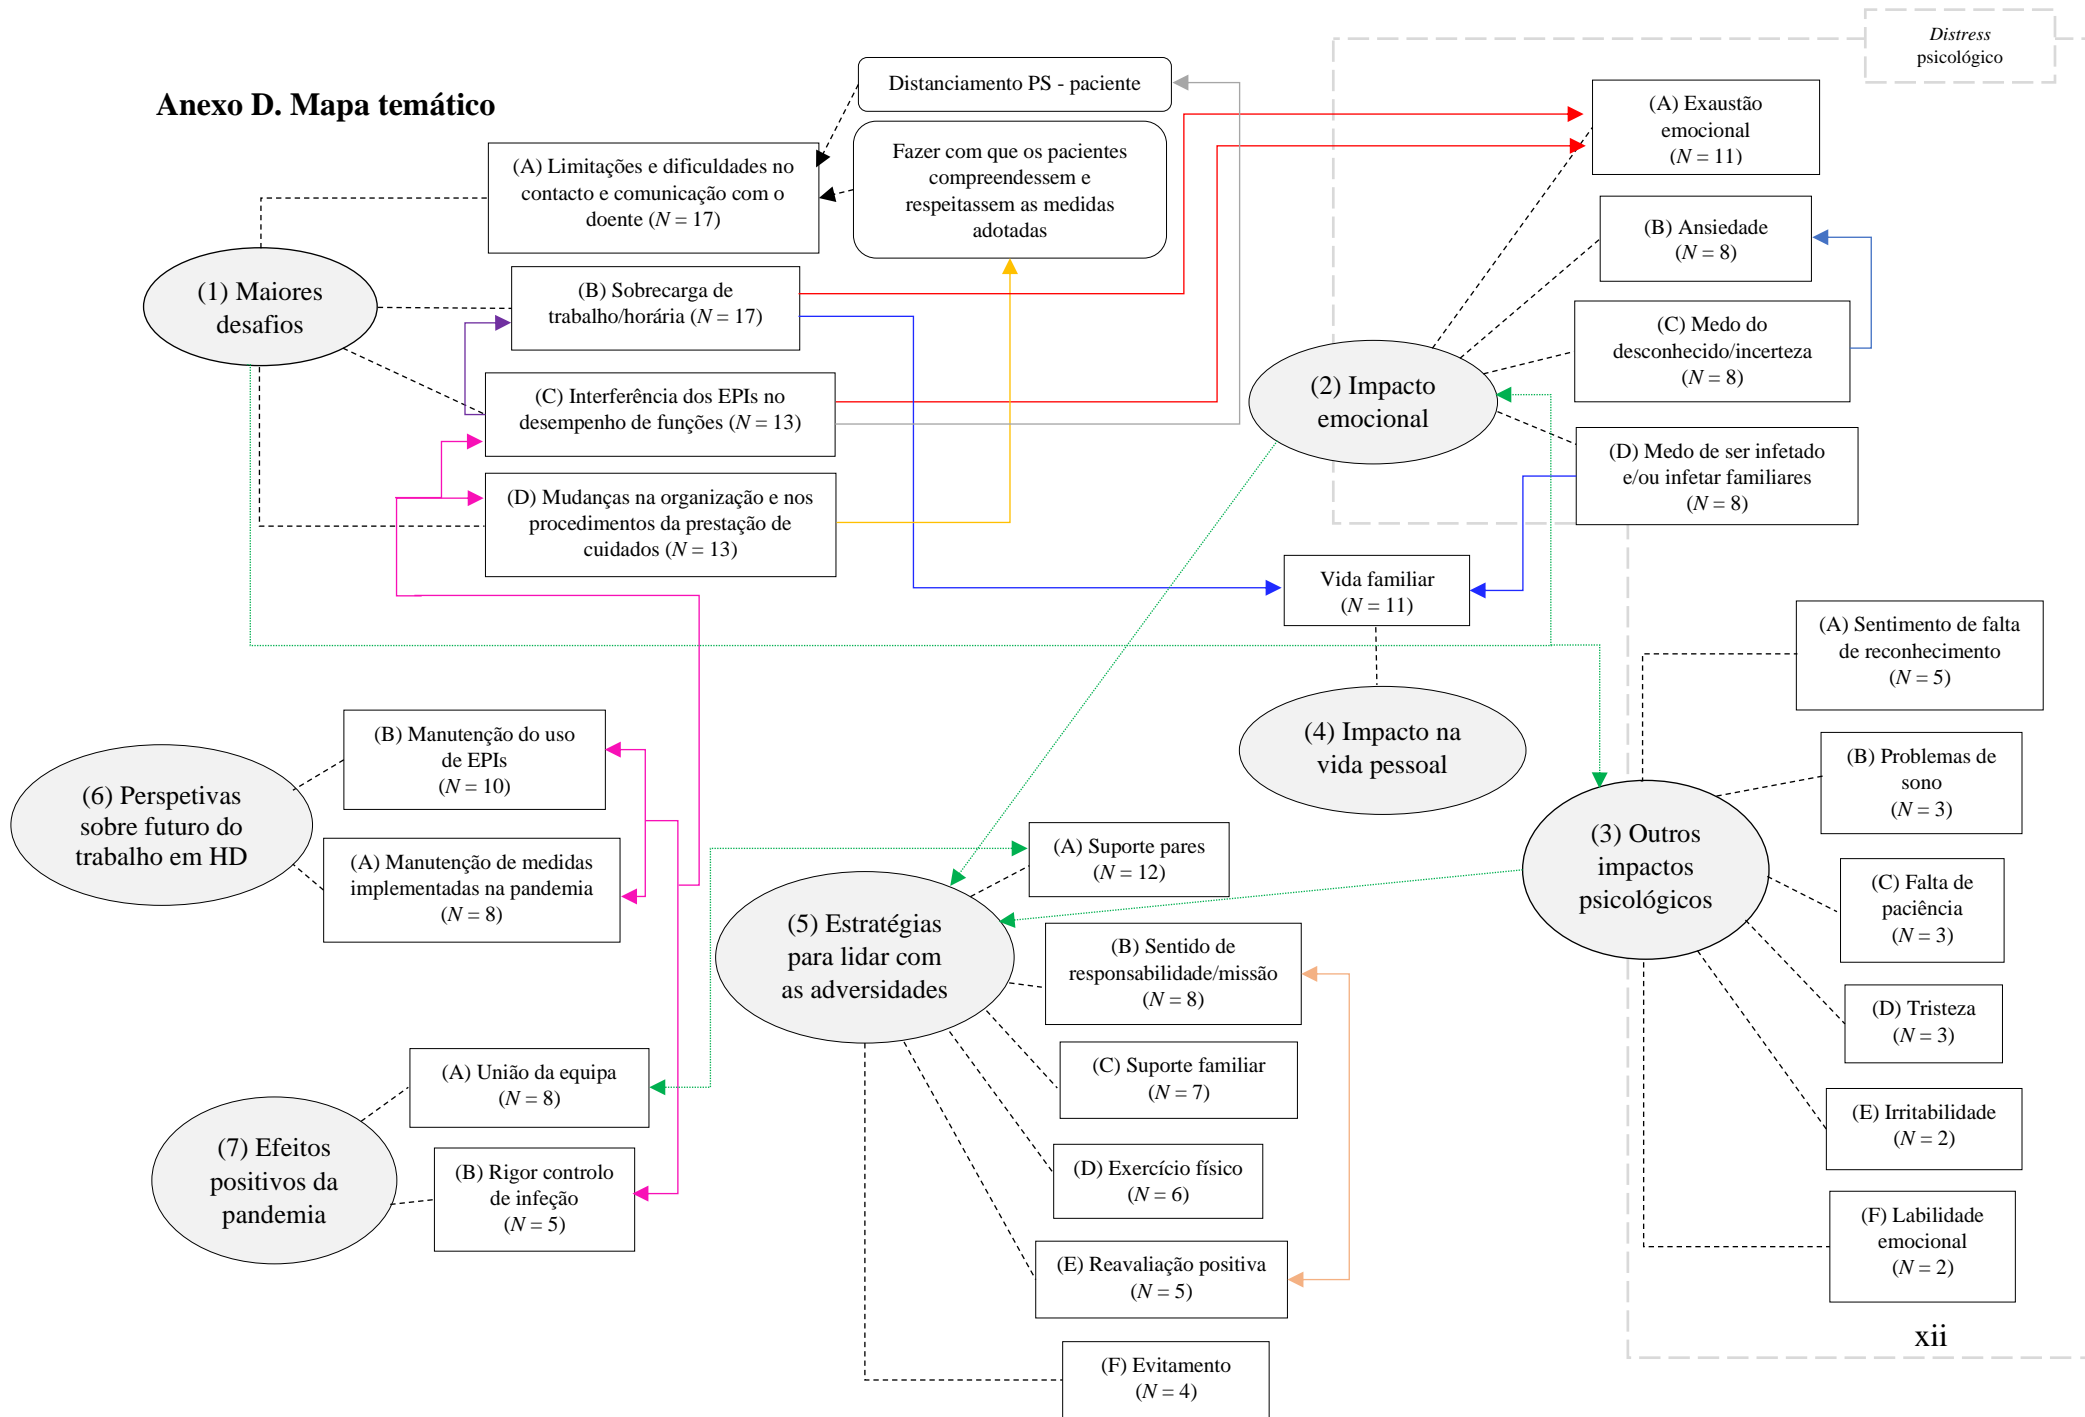 Anexo D. Mapa temático
Distress
psicológico
Distanciamento PS - paciente
Fazer com que os pacientes
compreendessem e
respeitassem as medidas
adotadas
(1) Maiores
desafios
(A) Limitações e dificuldades no
contacto e comunicação com o
doente (N = 17)
(B) Sobrecarga de
trabalho/horária (N = 17)
(C) Interferência dos EPIs no
desempenho de funções (N = 13)
(D) Mudanças na organização e nos
procedimentos da prestação de
cuidados (N = 13)
(2) Impacto
emocional
(A) Exaustão
emocional
(N = 11)
(B) Ansiedade
(N = 8)
(C) Medo do
desconhecido/incerteza
(N = 8)
(D) Medo de ser infetado
e/ou infetar familiares
(N = 8)
Vida familiar
(N = 11)
(4) Impacto na
vida pessoal
(3) Outros
impactos
psicológicos
(A) Sentimento de falta
de reconhecimento
(N = 5)
(B) Problemas de
sono
(N = 3)
(C) Falta de
paciência
(N = 3)
(D) Tristeza
(N = 3)
(E) Irritabilidade
(N = 2)
(F) Labilidade
emocional
(N = 2)
(6) Perspetivas
sobre futuro do
trabalho em HD
(B) Manutenção do uso
de EPIs
(N = 10)
(A) Manutenção de medidas
implementadas na pandemia
(N = 8)
(5) Estratégias
para lidar com
as adversidades
(A) Suporte pares
(N = 12)
(B) Sentido de
responsabilidade/missão
(N = 8)
(C) Suporte familiar
(N = 7)
(D) Exercício físico
(N = 6)
(E) Reavaliação positiva
(N = 5)
(F) Evitamento
(N = 4)
(7) Efeitos
positivos da
pandemia
(A) União da equipa
(N = 8)
(B) Rigor controlo
de infeção
(N = 5)
xii